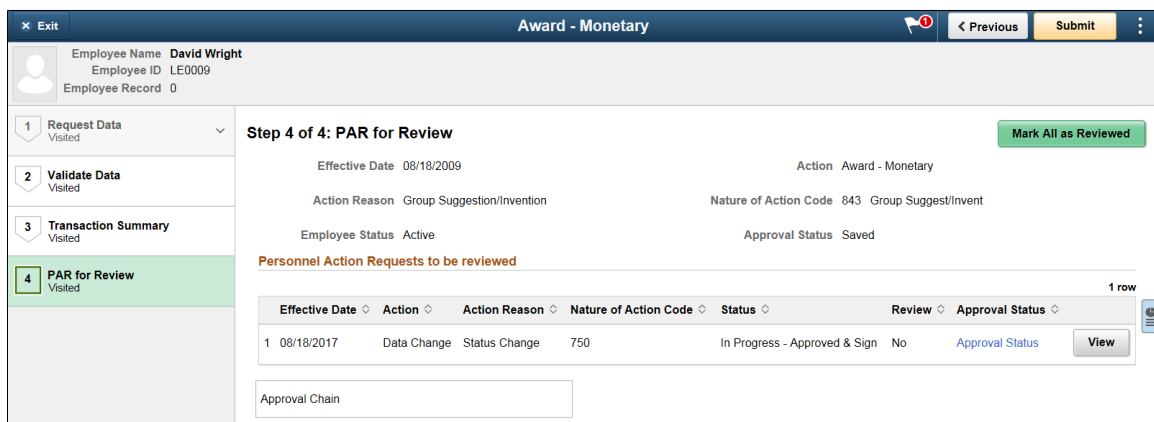 × Exit
Award - Monetary
1
Previous
Submit
Employee Name David Wright
Employee ID LE0009
Employee Record 0
1 Request Data
Visited
2 Validate Data
Visited
3 Transaction Summary
Visited
4 PAR for Review
Visited
Step 4 of 4: PAR for Review
Mark All as Reviewed
Effective Date 08/18/2009
Action Award - Monetary
Action Reason Group Suggestion/Invention
Nature of Action Code 843 Group Suggest/Invent
Employee Status Active
Approval Status Saved
Personnel Action Requests to be reviewed
1 row
Effective Date Action Action Reason Nature of Action Code Status Review Approval Status
1 08/18/2017 Data Change Status Change 750 In Progress - Approved & Sign No Approval Status View
Approval Chain